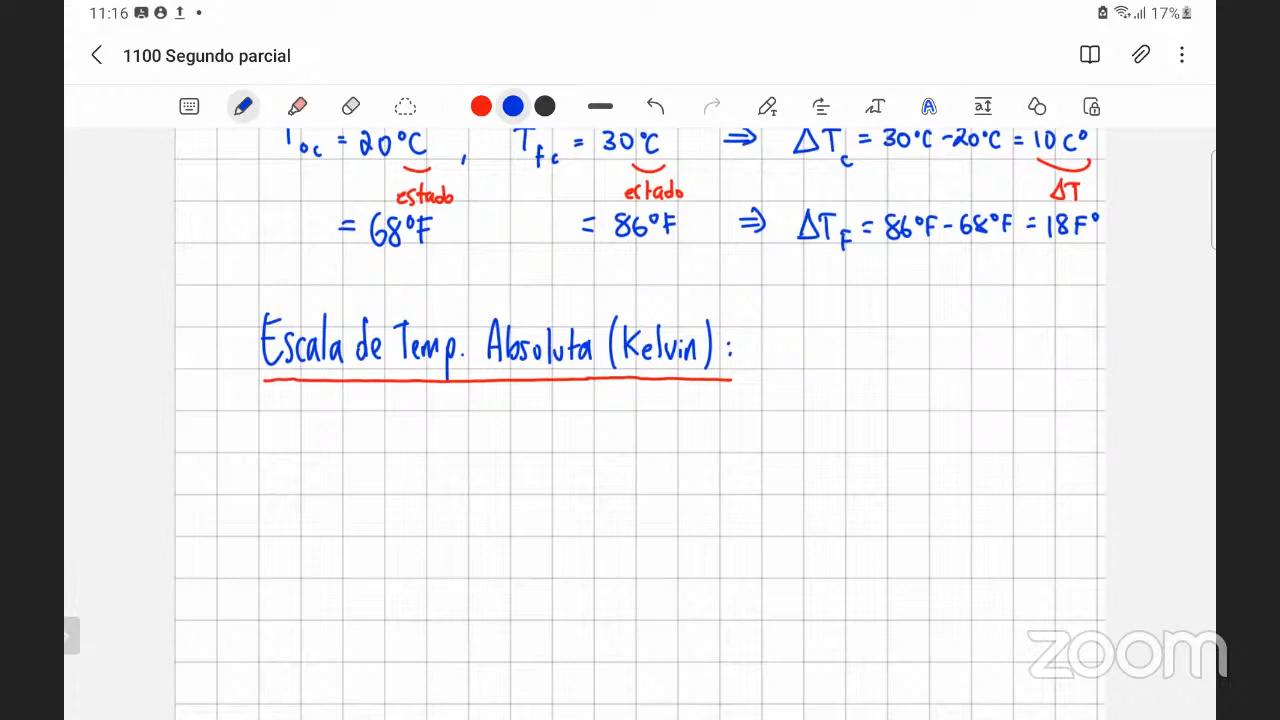 11:16 17%
1100 Segundo parcial
T₀c = 20°C , Tfc = 30°C ⇒ ΔTc = 30°C - 20°C = 10 C°
estado estado ΔT
= 68°F = 86°F ⇒ ΔTF = 86°F - 68°F = 18 F°
Escala de Temp. Absoluta (Kelvin) :
zoom